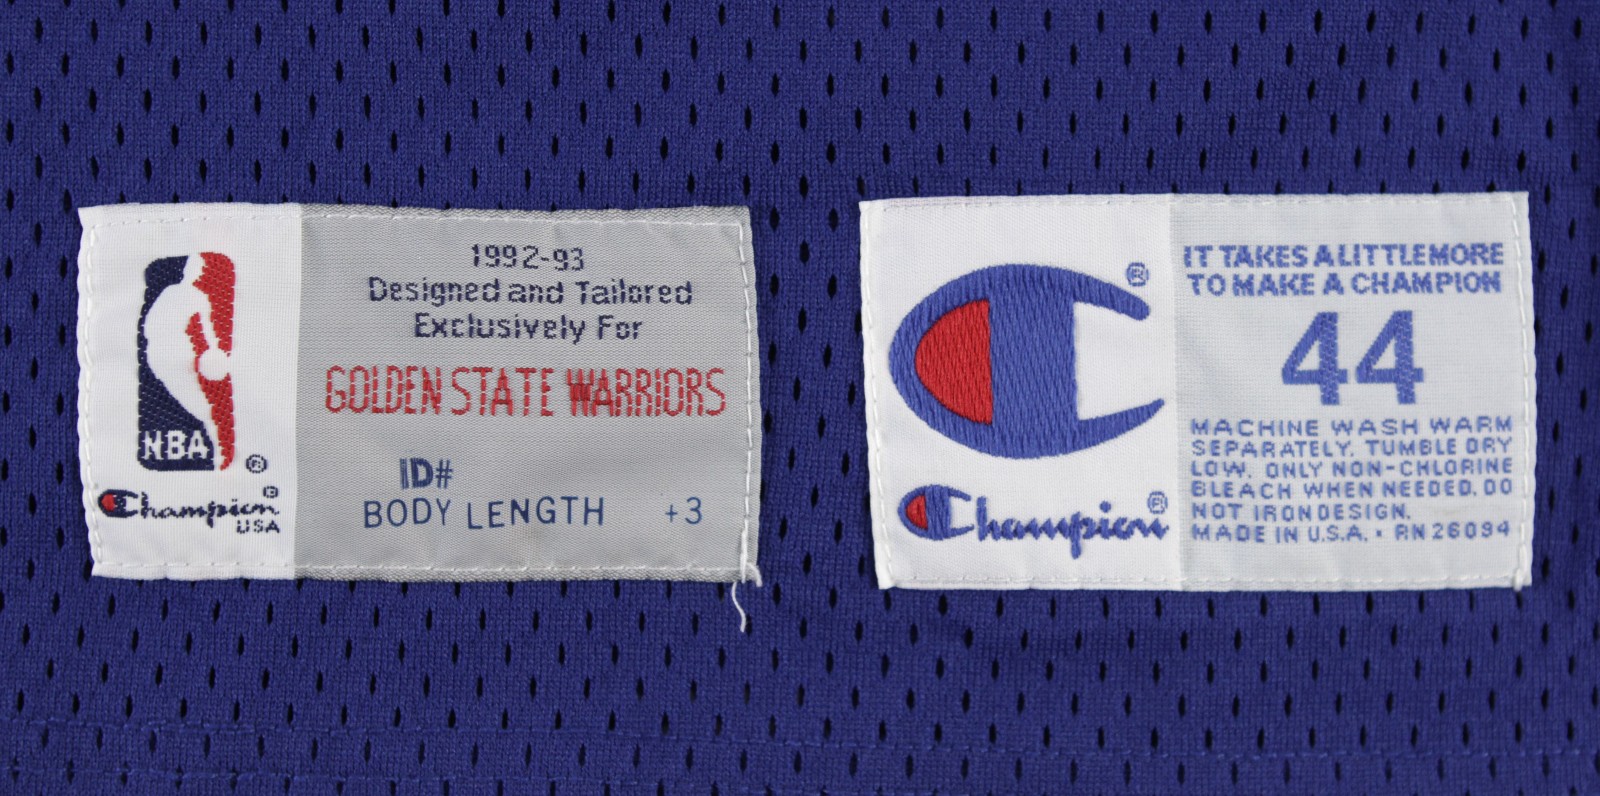 1992-93
Designed and Tailored
Exclusively For
GOLDEN STATE WARRIORS
ID#
BODY LENGTH +3
NBA ®
Champion ®
USA
®
Champion ®
IT TAKES A LITTLE MORE
TO MAKE A CHAMPION
44
MACHINE WASH WARM
SEPARATELY. TUMBLE DRY
LOW. ONLY NON-CHLORINE
BLEACH WHEN NEEDED. DO
NOT IRON DESIGN.
MADE IN U.S.A. • RN 26094